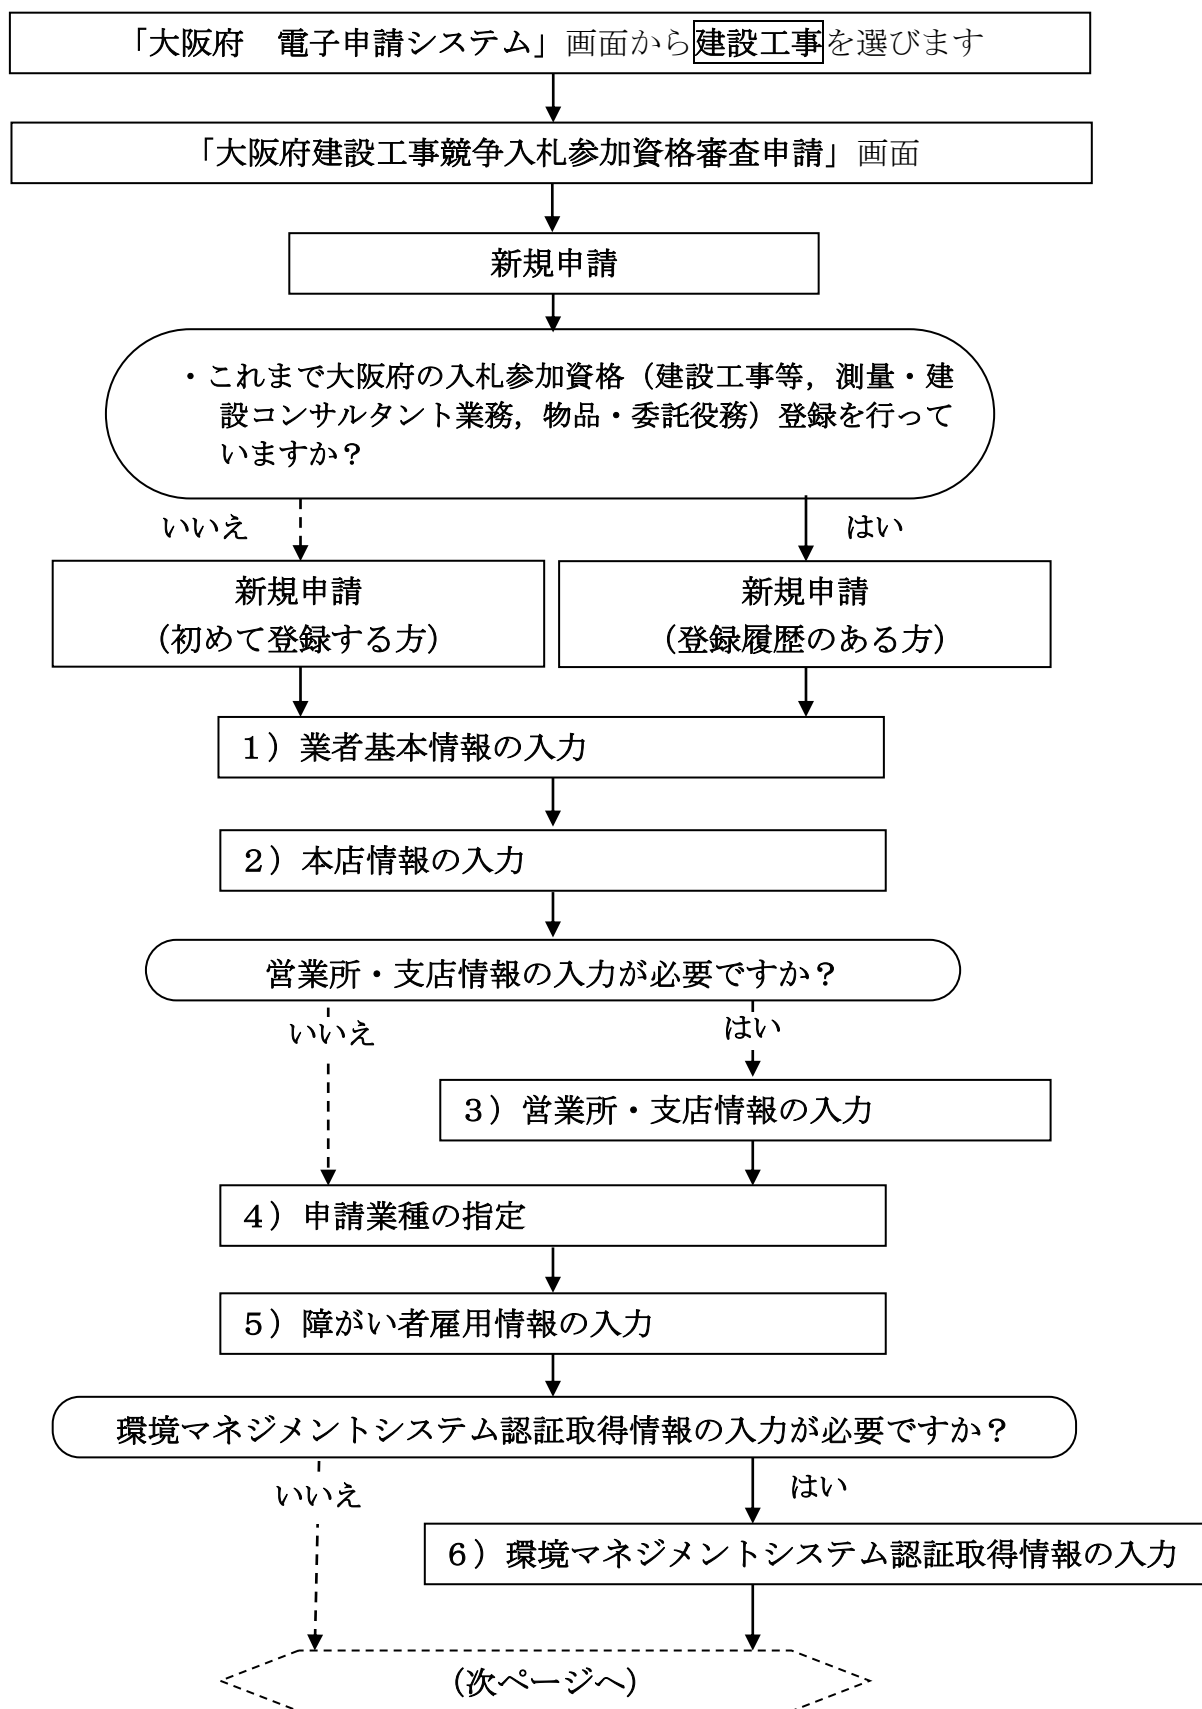 「大阪府　電子申請システム」画面から建設工事を選びます
「大阪府建設工事競争入札参加資格審査申請」画面
新規申請
・これまで大阪府の入札参加資格（建設工事等，測量・建
設コンサルタント業務，物品・委託役務）登録を行って
いますか？
いいえ
はい
新規申請
（初めて登録する方）
新規申請
（登録履歴のある方）
１）業者基本情報の入力
２）本店情報の入力
営業所・支店情報の入力が必要ですか？
いいえ
はい
３）営業所・支店情報の入力
４）申請業種の指定
５）障がい者雇用情報の入力
環境マネジメントシステム認証取得情報の入力が必要ですか？
いいえ
はい
６）環境マネジメントシステム認証取得情報の入力
（次ページへ）